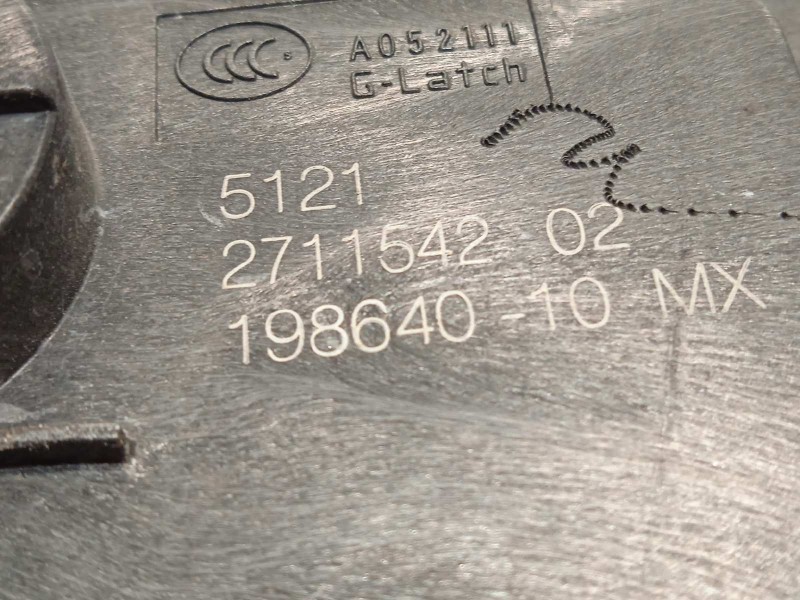 CCC
A052111
G-Latch
5121
2711542 02
198640-10 MX